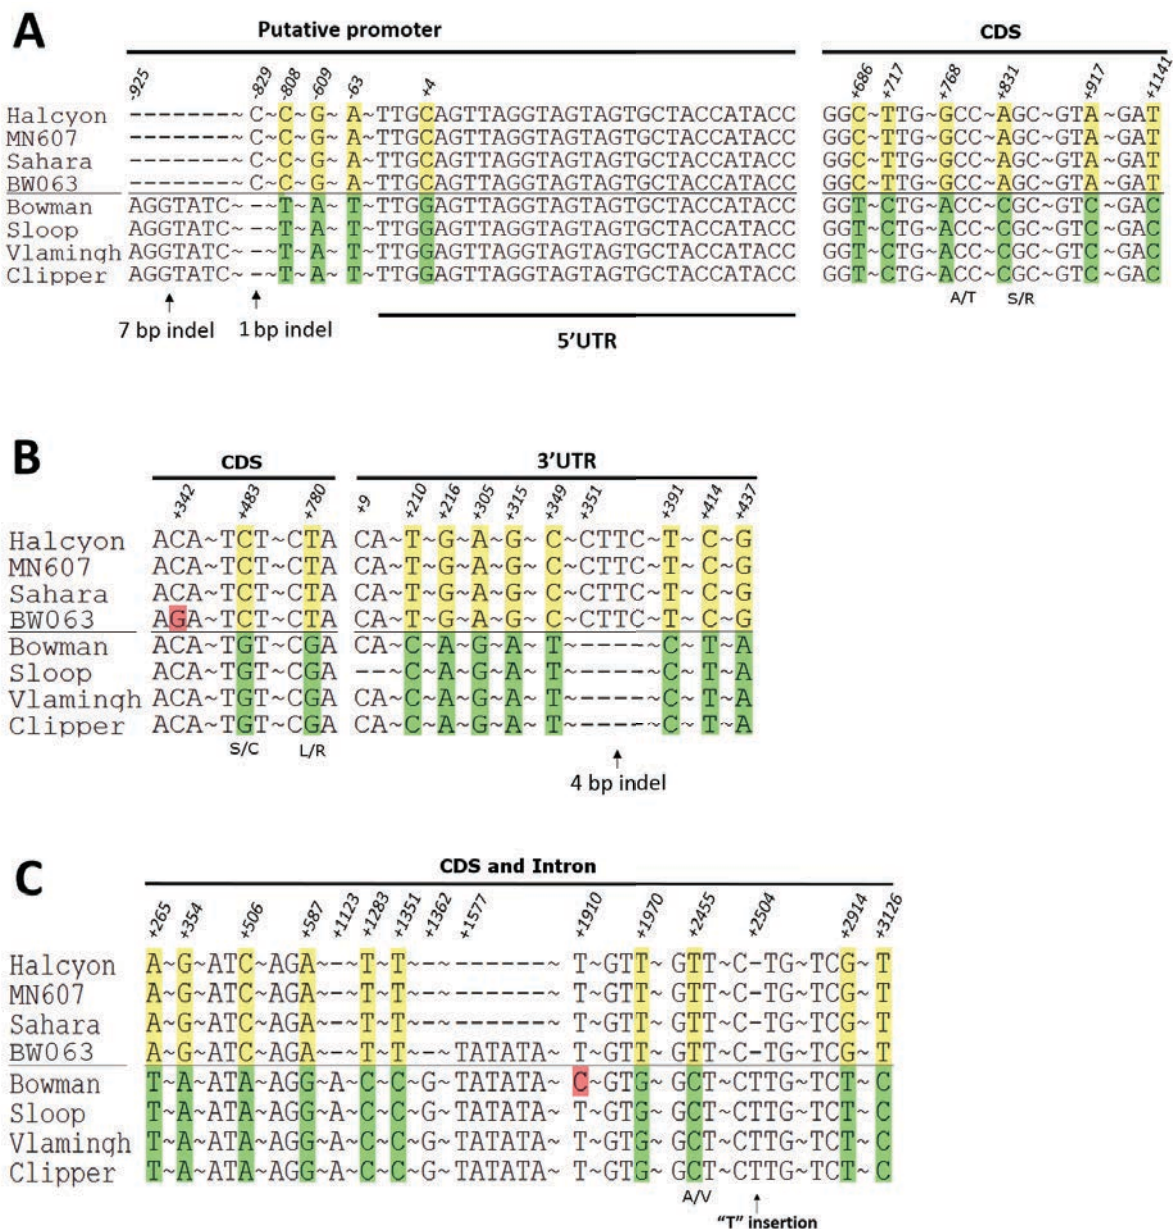 A
Putative promoter CDS
-925 -829 -808 -609 -63 +4 +686 +717 +768 +831 +917 +1141
Halcyon -------~C~C~G~A~TTGCAGTTAGGTAGTAGTGCTACCATACC GGC~TTG~GCC~AGC~GTA~GAT
MN607 -------~C~C~G~A~TTGCAGTTAGGTAGTAGTGCTACCATACC GGC~TTG~GCC~AGC~GTA~GAT
Sahara -------~C~C~G~A~TTGCAGTTAGGTAGTAGTGCTACCATACC GGC~TTG~GCC~AGC~GTA~GAT
BW063 -------~C~C~G~A~TTGCAGTTAGGTAGTAGTGCTACCATACC GGC~TTG~GCC~AGC~GTA~GAT
Bowman AGGTATC~-~T~A~T~TTGGAGTTAGGTAGTAGTGCTACCATACC GGT~CTG~ACC~CGC~GTC~GAC
Sloop AGGTATC~-~T~A~T~TTGGAGTTAGGTAGTAGTGCTACCATACC GGT~CTG~ACC~CGC~GTC~GAC
Vlamingh AGGTATC~-~T~A~T~TTGGAGTTAGGTAGTAGTGCTACCATACC GGT~CTG~ACC~CGC~GTC~GAC
Clipper AGGTATC~-~T~A~T~TTGGAGTTAGGTAGTAGTGCTACCATACC GGT~CTG~ACC~CGC~GTC~GAC
A/T S/R
7 bp indel 1 bp indel
5'UTR
B
CDS 3'UTR
+342 +483 +780 +9 +210 +216 +305 +315 +349 +351 +391 +414 +437
Halcyon ACA~TCT~CTA CA~T~G~A~G~C~CTTC~T~C~G
MN607 ACA~TCT~CTA CA~T~G~A~G~C~CTTC~T~C~G
Sahara ACA~TCT~CTA CA~T~G~A~G~C~CTTC~T~C~G
BW063 AGA~TCT~CTA CA~T~G~A~G~C~CTTC~T~C~G
Bowman ACA~TGT~CGA CA~C~A~G~A~T~----~C~T~A
Sloop ACA~TGT~CGA --~C~A~G~A~T~----~C~T~A
Vlamingh ACA~TGT~CGA CA~C~A~G~A~T~----~C~T~A
Clipper ACA~TGT~CGA CA~C~A~G~A~T~----~C~T~A
S/C L/R
4 bp indel
C
CDS and Intron
+265 +354 +506 +587 +1123 +1283 +1351 +1362 +1577 +1910 +1970 +2455 +2504 +2914 +3126
Halcyon A~G~ATC~AGA~-~T~T~-~------~T~GTT~GTT~C-TG~TCG~T
MN607 A~G~ATC~AGA~-~T~T~-~------~T~GTT~GTT~C-TG~TCG~T
Sahara A~G~ATC~AGA~-~T~T~-~------~T~GTT~GTT~C-TG~TCG~T
BW063 A~G~ATC~AGA~-~T~T~-~TATATA~T~GTT~GTT~C-TG~TCG~T
Bowman T~A~ATA~AGG~A~C~C~G~TATATA~C~GTG~GCT~CTTG~TCT~C
Sloop T~A~ATA~AGG~A~C~C~G~TATATA~T~GTG~GCT~CTTG~TCT~C
Vlamingh T~A~ATA~AGG~A~C~C~G~TATATA~T~GTG~GCT~CTTG~TCT~C
Clipper T~A~ATA~AGG~A~C~C~G~TATATA~T~GTG~GCT~CTTG~TCT~C
A/V
"T" insertion